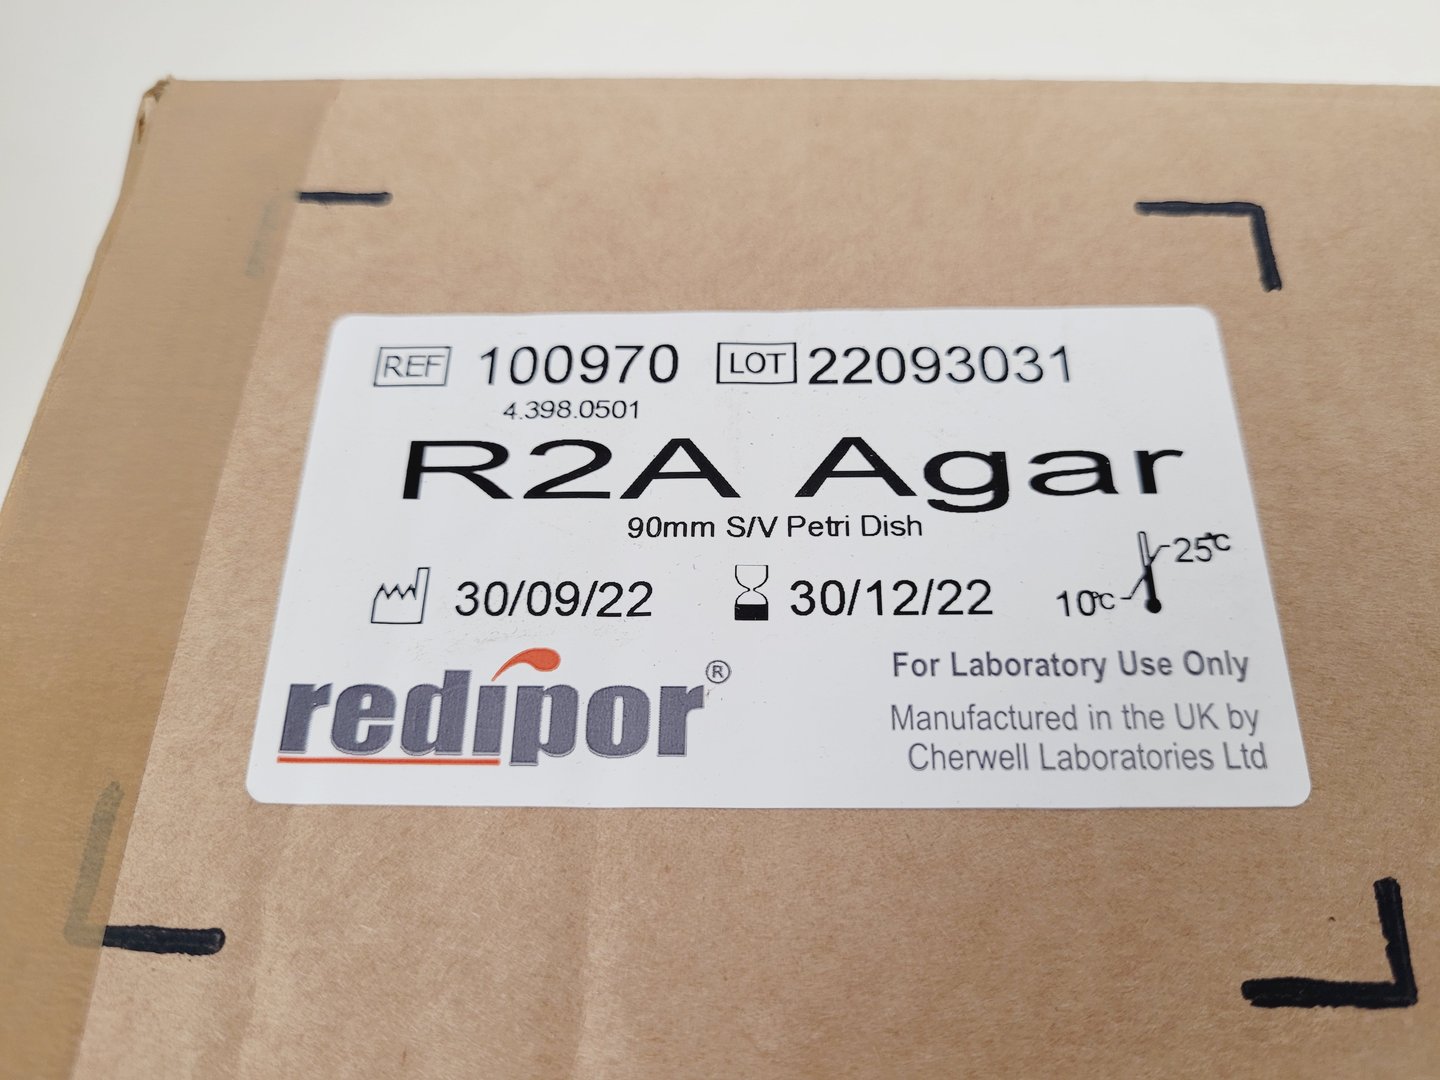 REF 100970 LOT 22093031
4.398.0501
R2A Agar
90mm S/V Petri Dish
30/09/22 30/12/22 10°C 25°C
redipor®
For Laboratory Use Only
Manufactured in the UK by
Cherwell Laboratories Ltd